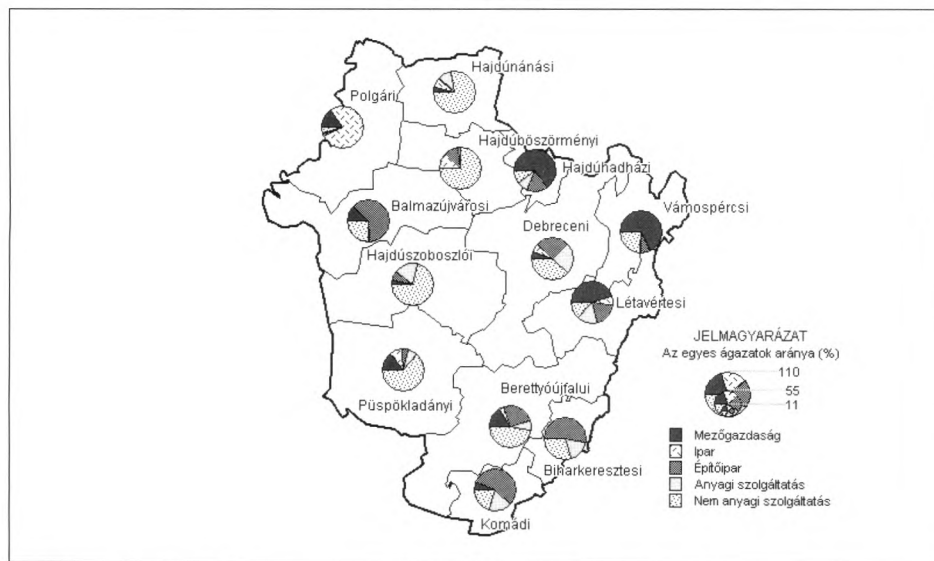 Hajdúnánási
Polgári
Hajdúböszörményi
Hajdúhadházi
Balmazújvárosi
Vámospércsi
Debreceni
Hajdúszoboszlói
Létavértesi
Püspökladányi
Berettyóújfalui
Biharkeresztesi
Komádi
JELMAGYARÁZAT
Az egyes ágazatok aránya (%)
110
55
11
Mezőgazdaság
Ipar
Építőipar
Anyagi szolgáltatás
Nem anyagi szolgáltatás